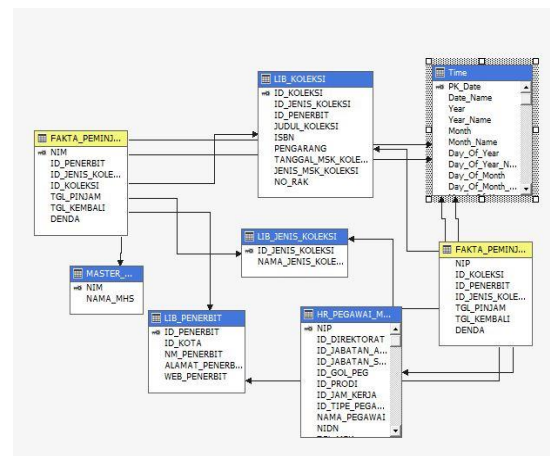 LIB_KOLEKSI
ID_KOLEKSI
ID_JENIS_KOLEKSI
ID_PENERBIT
JUDUL_KOLEKSI
ISBN
PENGARANG
TANGGAL_MSK_KOLE...
JENIS_MSK_KOLEKSI
NO_RAK
Time
PK_Date
Date_Name
Year
Year_Name
Month
Month_Name
Day_Of_Year
Day_Of_Year_N...
Day_Of_Month
Day_Of_Month_...
FAKTA_PEMINJ...
NIM
ID_PENERBIT
ID_JENIS_KOLE...
ID_KOLEKSI
TGL_PINJAM
TGL_KEMBALI
DENDA
LIB_JENIS_KOLEKSI
ID_JENIS_KOLEKSI
NAMA_JENIS_KOLE...
FAKTA_PEMINJ...
NIP
ID_KOLEKSI
ID_PENERBIT
ID_JENIS_KOLE...
TGL_PINJAM
TGL_KEMBALI
DENDA
MASTER_...
NIM
NAMA_MHS
LIB_PENERBIT
ID_PENERBIT
ID_KOTA
NM_PENERBIT
ALAMAT_PENERB...
WEB_PENERBIT
HR_PEGAWAI_M...
NIP
ID_DIREKTORAT
ID_JABATAN_A...
ID_JABATAN_S...
ID_GOL_PEG
ID_PRODI
ID_JAM_KERJA
ID_TIPE_PEGA...
NAMA_PEGAWAI
NIDN